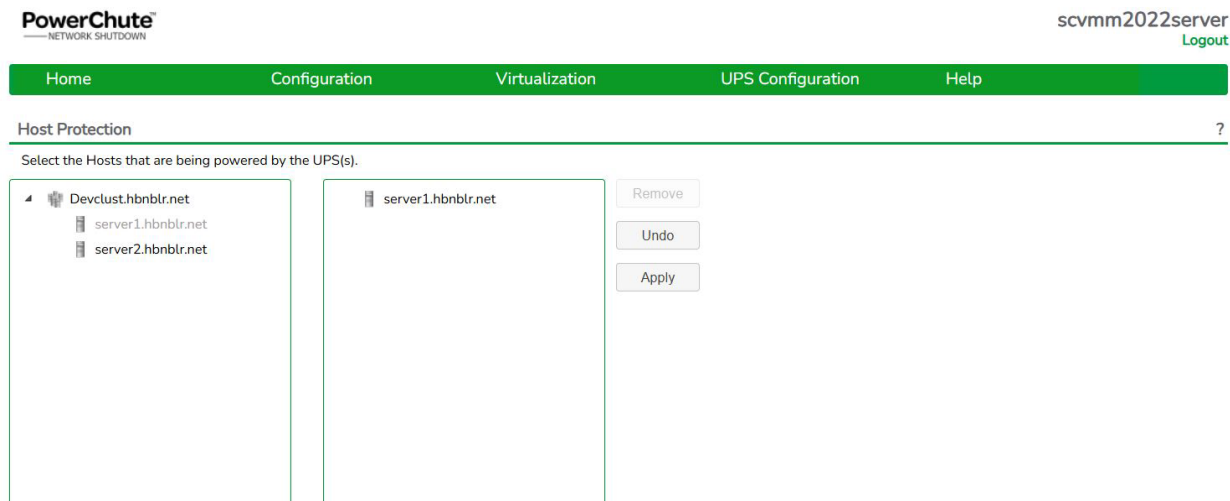 PowerChute™
NETWORK SHUTDOWN
scvmm2022server
Logout
Home Configuration Virtualization UPS Configuration Help
Host Protection ?
Select the Hosts that are being powered by the UPS(s).
Devclust.hbnblr.net
server1.hbnblr.net
server2.hbnblr.net
server1.hbnblr.net
Remove
Undo
Apply